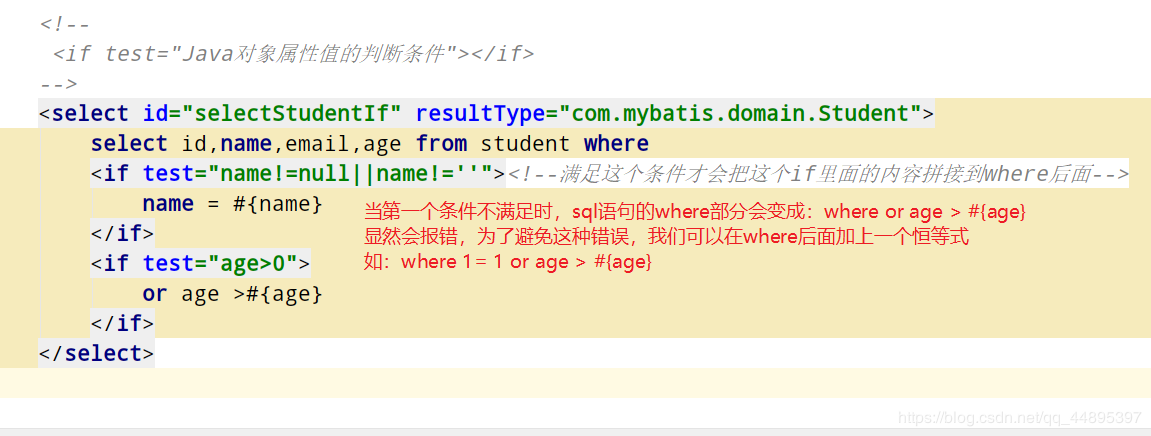 <!--
<if test="Java对象属性值的判断条件"></if>
-->
<select id="selectStudentIf" resultType="com.mybatis.domain.Student">
select id,name,email,age from student where
<if test="name!=null||name!=''"><!--满足这个条件才会把这个if里面的内容拼接到where后面-->
name = #{name}
当第一个条件不满足时，sql语句的where部分会变成：where or age > #{age}
</if>
显然会报错，为了避免这种错误，我们可以在where后面加上一个恒等式
<if test="age>0">
如：where 1 = 1 or age > #{age}
or age >#{age}
</if>
</select>
https://blog.csdn.net/qq_44895397